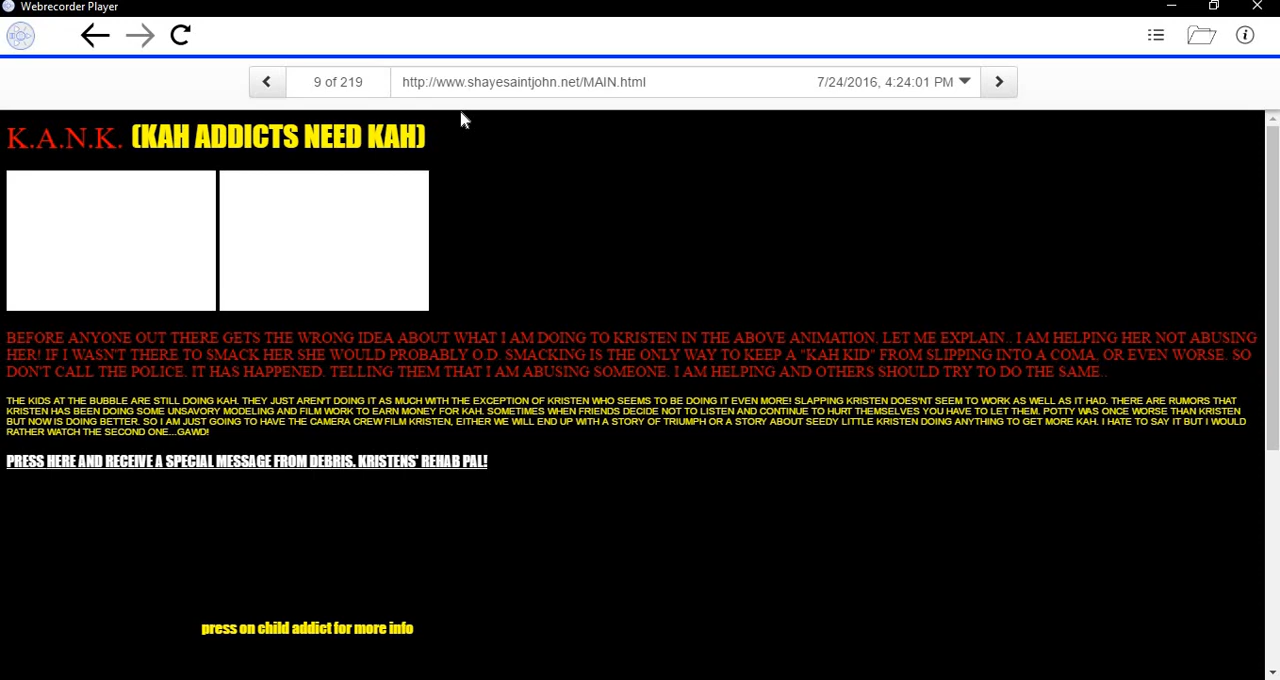 Webrecorder Player
9 of 219 http://www.shayesaintjohn.net/MAIN.html 7/24/2016, 4:24:01 PM
K.A.N.K. (KAH ADDICTS NEED KAH)
BEFORE ANYONE OUT THERE GETS THE WRONG IDEA ABOUT WHAT I AM DOING TO KRISTEN IN THE ABOVE ANIMATION, LET ME EXPLAIN.. I AM HELPING HER NOT ABUSING
HER! IF I WASN'T THERE TO SMACK HER SHE WOULD PROBABLY O.D. SMACKING IS THE ONLY WAY TO KEEP A "KAH KID" FROM SLIPPING INTO A COMA, OR EVEN WORSE. SO
DON'T CALL THE POLICE, IT HAS HAPPENED, TELLING THEM THAT I AM ABUSING SOMEONE. I AM HELPING AND OTHERS SHOULD TRY TO DO THE SAME..
THE KIDS AT THE BUBBLE ARE STILL DOING KAH. THEY JUST AREN'T DOING IT AS MUCH WITH THE EXCEPTION OF KRISTEN WHO SEEMS TO BE DOING IT EVEN MORE! SLAPPING KRISTEN DOES'NT SEEM TO WORK AS WELL AS IT HAD. THERE ARE RUMORS THAT
KRISTEN HAS BEEN DOING SOME UNSAVORY MODELING AND FILM WORK TO EARN MONEY FOR KAH. SOMETIMES WHEN FRIENDS DECIDE NOT TO LISTEN AND CONTINUE TO HURT THEMSELVES YOU HAVE TO LET THEM. POTTY WAS ONCE WORSE THAN KRISTEN
BUT NOW IS DOING BETTER. SO I AM JUST GOING TO HAVE THE CAMERA CREW FILM KRISTEN, EITHER WE WILL END UP WITH A STORY OF TRIUMPH OR A STORY ABOUT SEEDY LITTLE KRISTEN DOING ANYTHING TO GET MORE KAH. I HATE TO SAY IT BUT I WOULD
RATHER WATCH THE SECOND ONE...GAWD!
PRESS HERE AND RECEIVE A SPECIAL MESSAGE FROM DEBRIS, KRISTENS' REHAB PAL!
press on child addict for more info